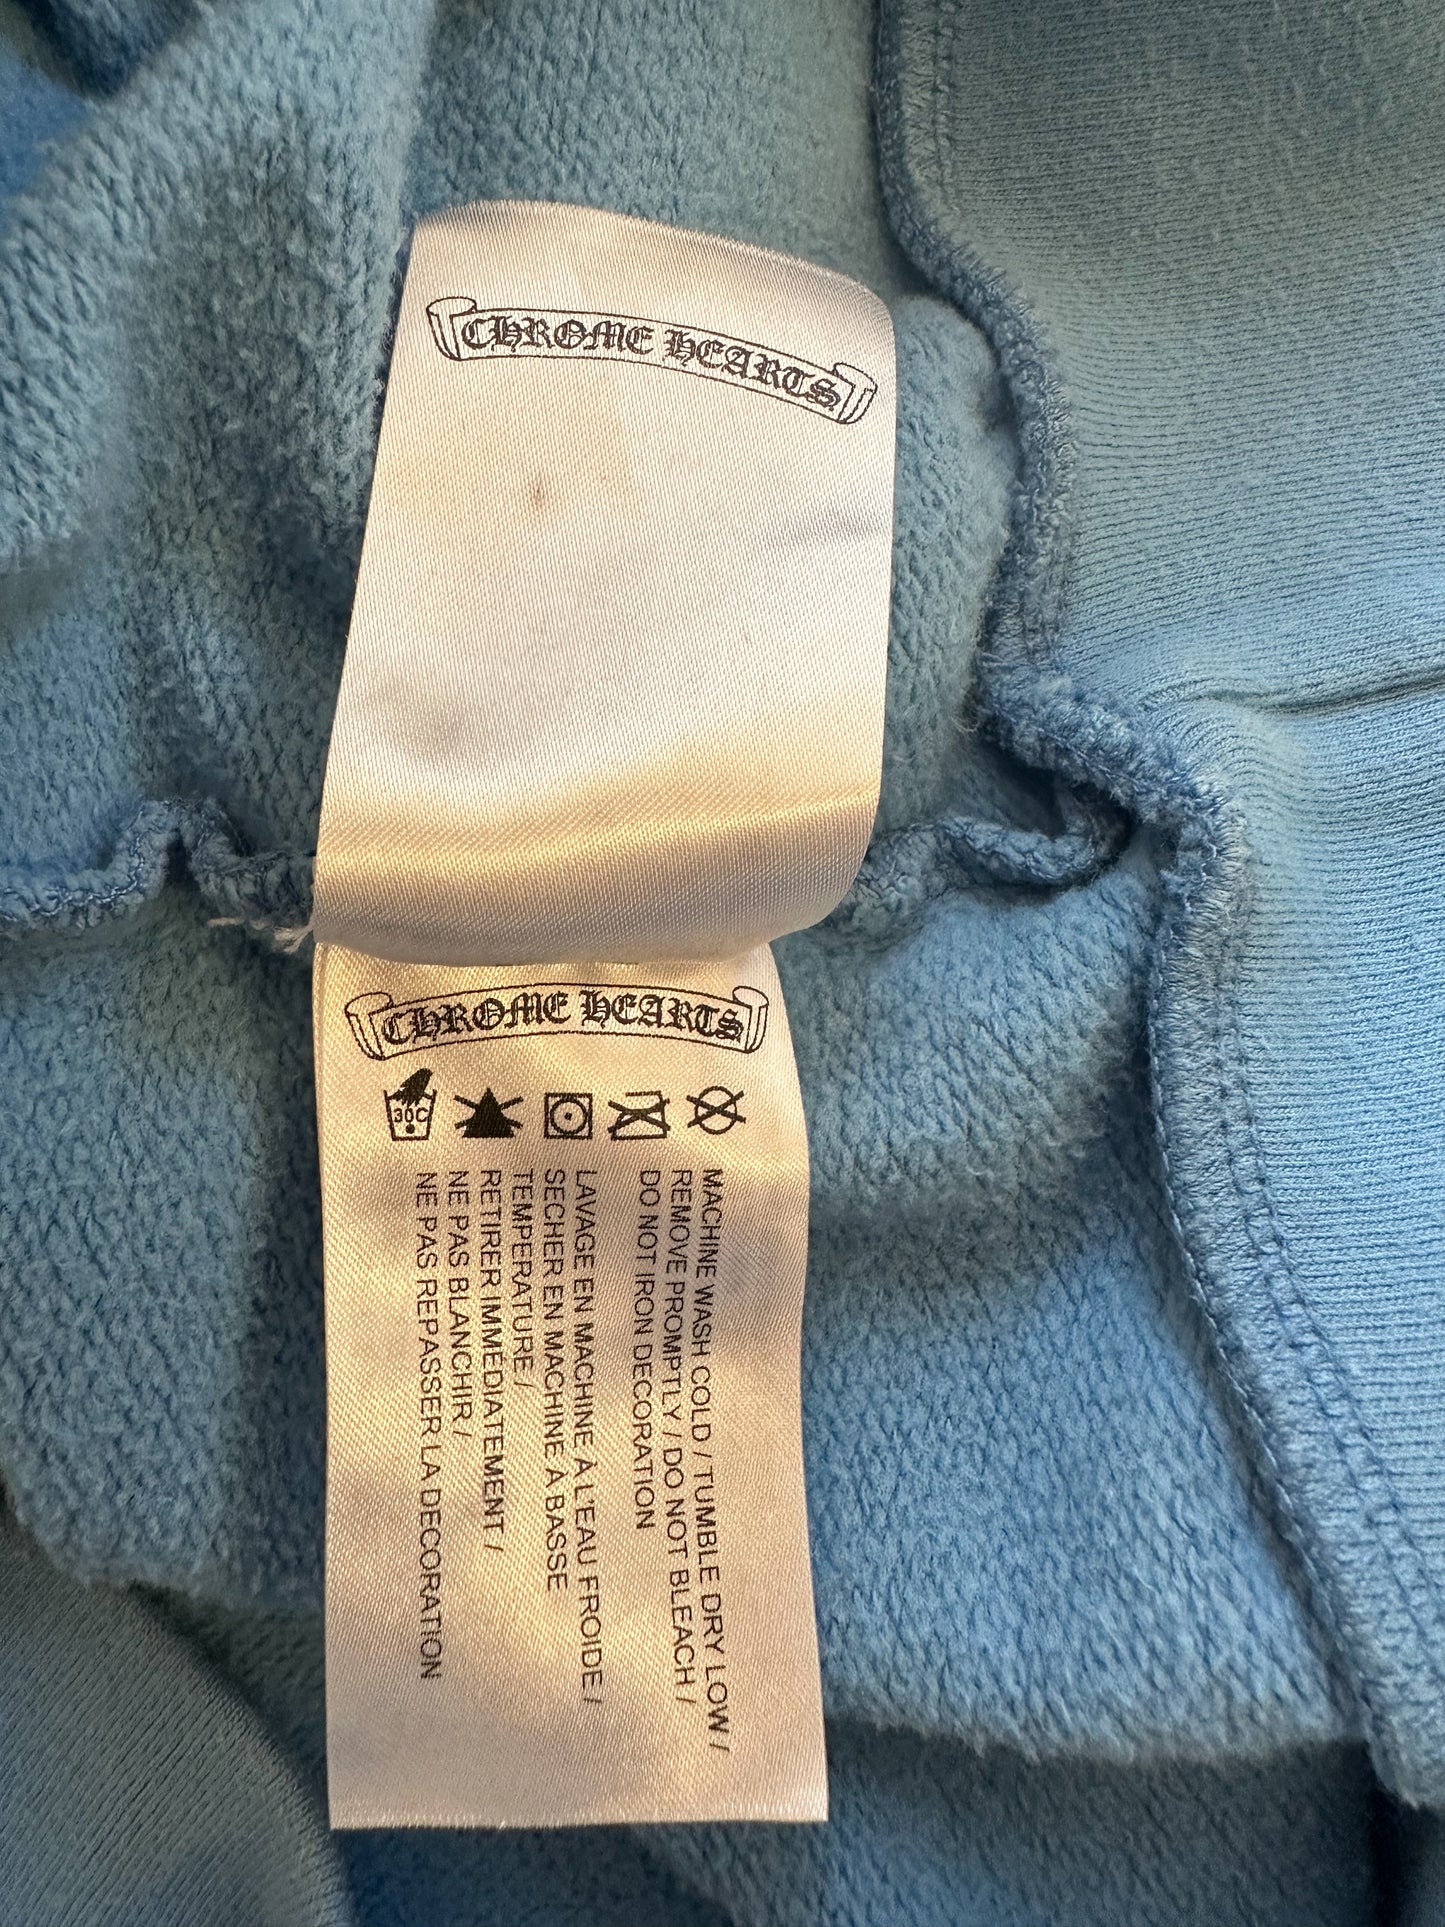 CHROME HEARTS
CHROME HEARTS
30C
MACHINE WASH COLD / TUMBLE DRY LOW /
REMOVE PROMPTLY / DO NOT BLEACH /
DO NOT IRON DECORATION
LAVAGE EN MACHINE À L'EAU FROIDE /
SECHER EN MACHINE À BASSE
TEMPERATURE /
RETIRER IMMÉDIATEMENT /
NE PAS BLANCHIR /
NE PAS REPASSER LA DECORATION